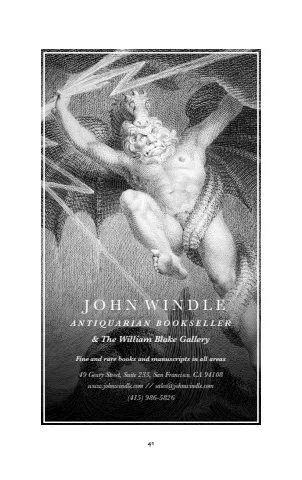 JOHN WINDLE
ANTIQUARIAN BOOKSELLER
& The William Blake Gallery
Fine and rare books and manuscripts in all areas
49 Geary Street, Suite 233, San Francisco, CA 94108
www.johnwindle.com // sales@johnwindle.com
(415) 986-5826
41